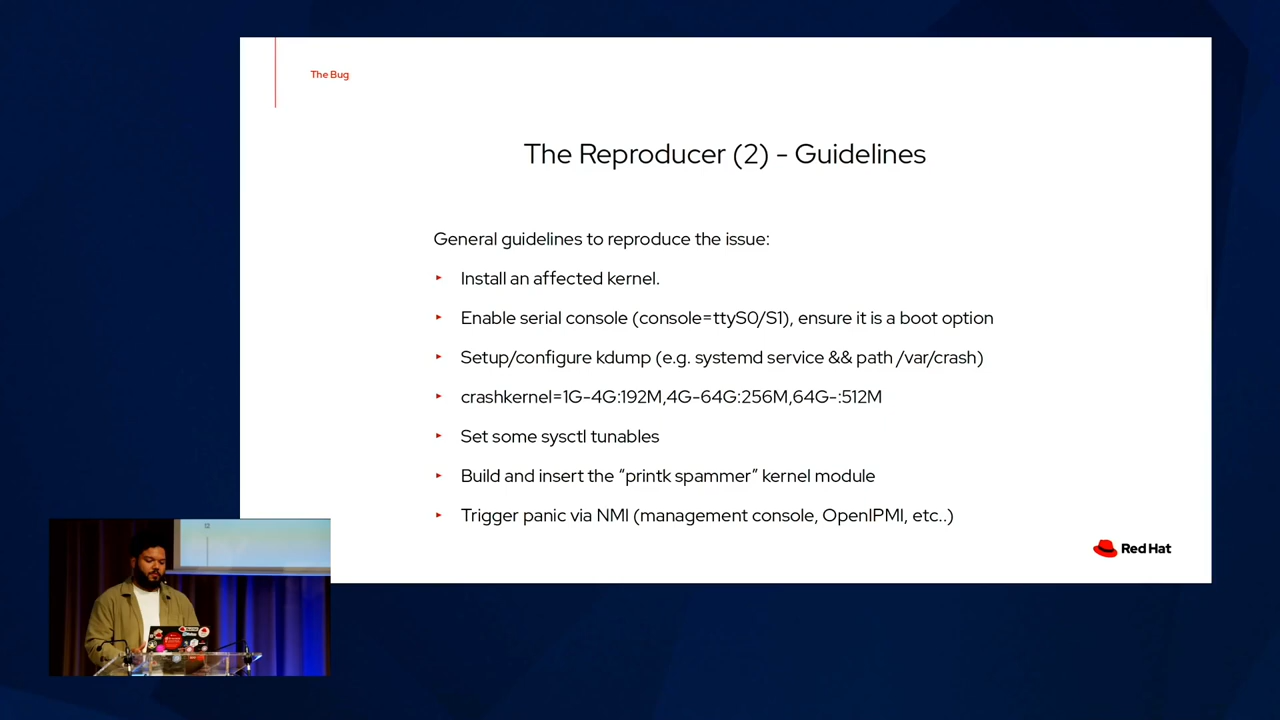 The Bug
The Reproducer (2) - Guidelines
General guidelines to reproduce the issue:
Install an affected kernel.
Enable serial console (console=ttyS0/S1), ensure it is a boot option
Setup/configure kdump (e.g. systemd service && path /var/crash)
crashkernel=1G-4G:192M,4G-64G:256M,64G-:512M
Set some sysctl tunables
Build and insert the “printk spammer” kernel module
Trigger panic via NMI (management console, OpenIPMI, etc..)
Red Hat